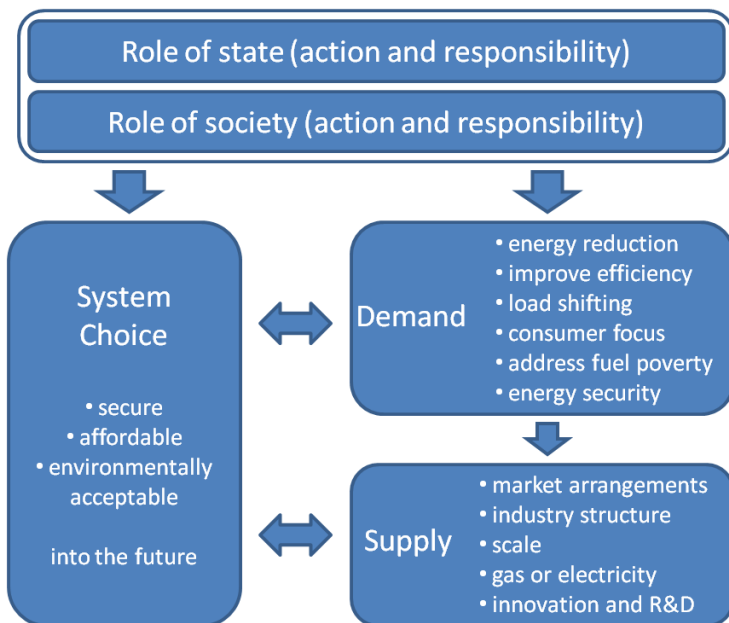 Role of state (action and responsibility)
Role of society (action and responsibility)
System
Choice
• secure
• affordable
• environmentally
acceptable
into the future
Demand
• energy reduction
• improve efficiency
• load shifting
• consumer focus
• address fuel poverty
• energy security
Supply
• market arrangements
• industry structure
• scale
• gas or electricity
• innovation and R&D